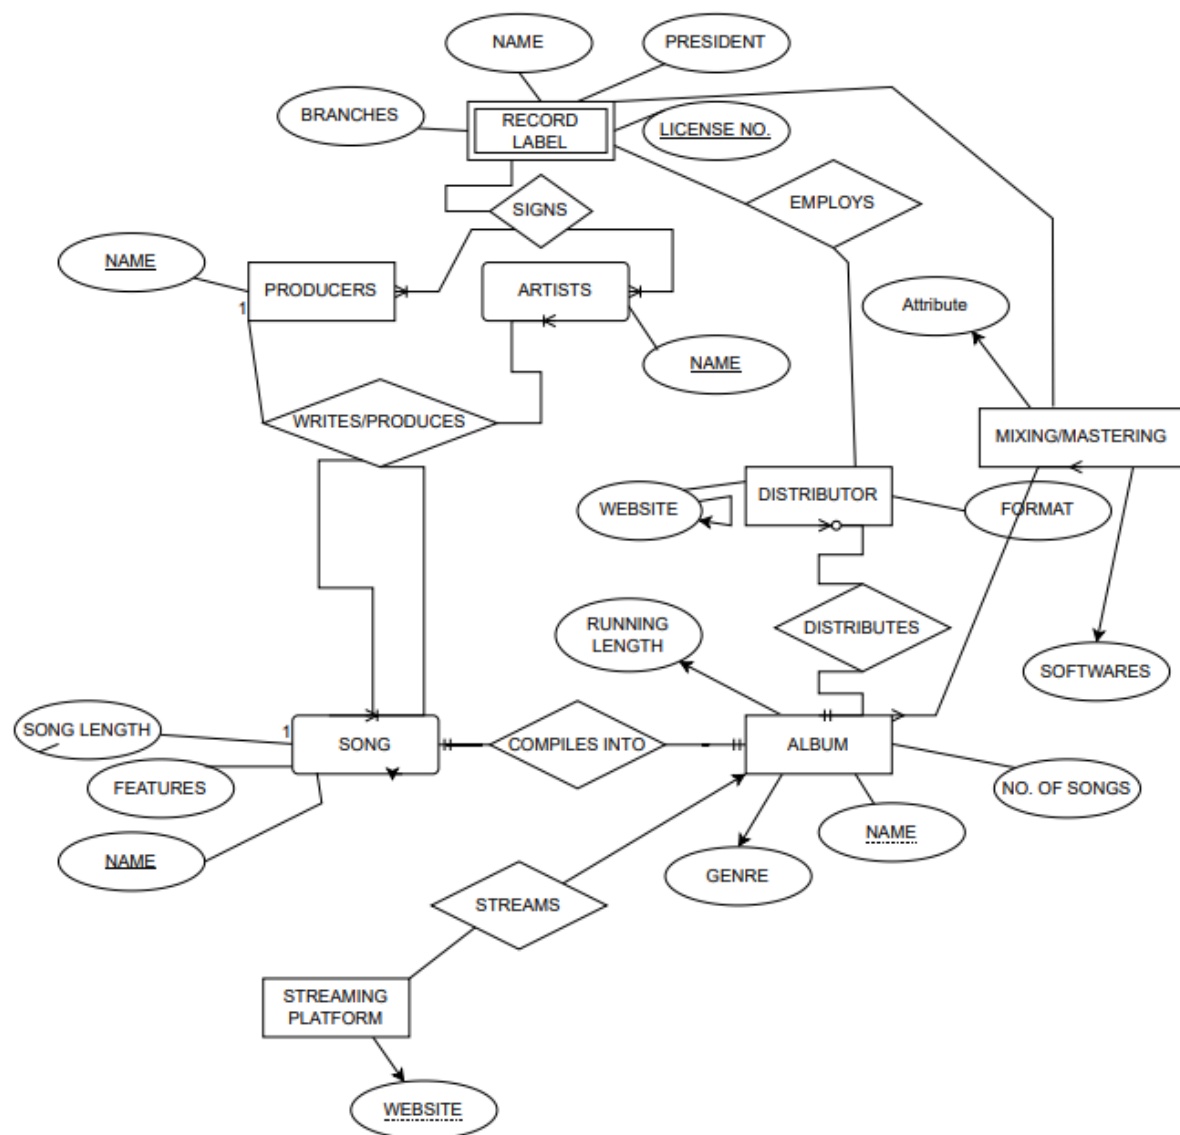 NAME
PRESIDENT
BRANCHES
RECORD
LABEL
LICENSE NO.
SIGNS
EMPLOYS
NAME
PRODUCERS
ARTISTS
1
Attribute
NAME
WRITES/PRODUCES
MIXING/MASTERING
WEBSITE
DISTRIBUTOR
FORMAT
RUNNING
LENGTH
DISTRIBUTES
SOFTWARES
SONG LENGTH
1
SONG
COMPILES INTO
ALBUM
FEATURES
NO. OF SONGS
NAME
NAME
GENRE
STREAMS
STREAMING
PLATFORM
WEBSITE